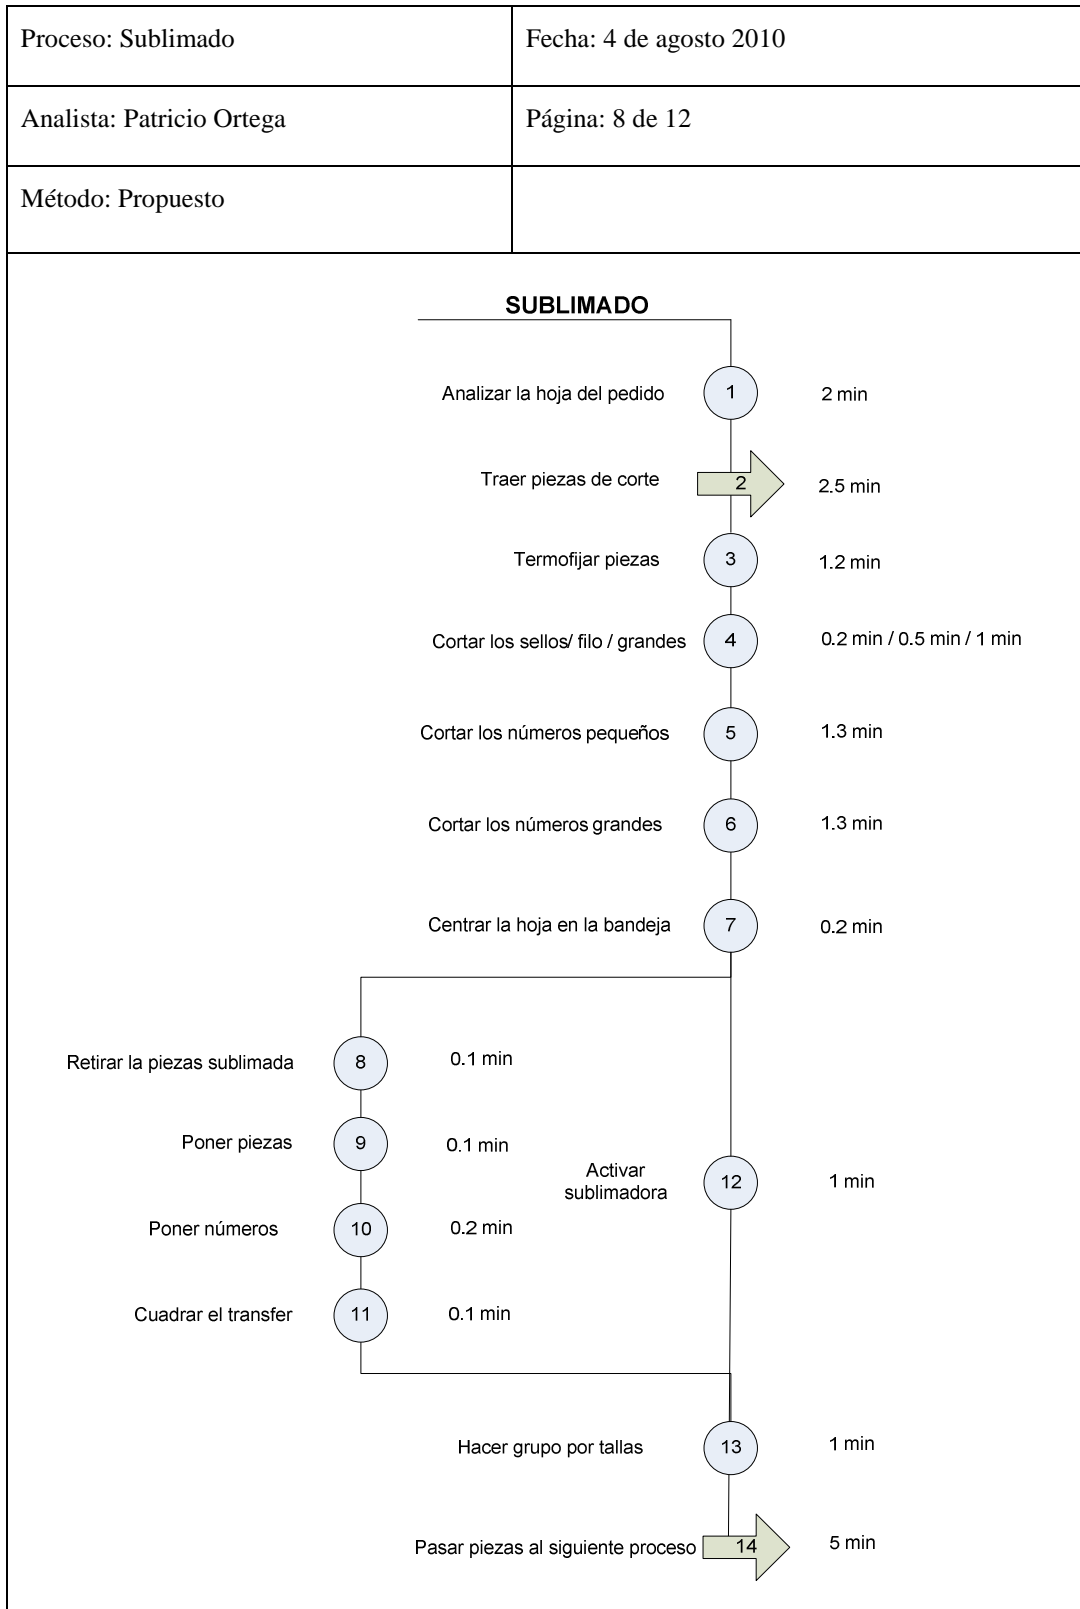 Proceso: Sublimado
Fecha: 4 de agosto 2010
Analista: Patricio Ortega
Página: 8 de 12
Método: Propuesto
SUBLIMADO
Analizar la hoja del pedido 1 2 min
Traer piezas de corte 2 2.5 min
Termofijar piezas 3 1.2 min
Cortar los sellos/ filo / grandes 4 0.2 min / 0.5 min / 1 min
Cortar los números pequeños 5 1.3 min
Cortar los números grandes 6 1.3 min
Centrar la hoja en la bandeja 7 0.2 min
Retirar la piezas sublimada 8 0.1 min
Poner piezas 9 0.1 min
Poner números 10 0.2 min
Cuadrar el transfer 11 0.1 min
Activar
sublimadora 12 1 min
Hacer grupo por tallas 13 1 min
Pasar piezas al siguiente proceso 14 5 min